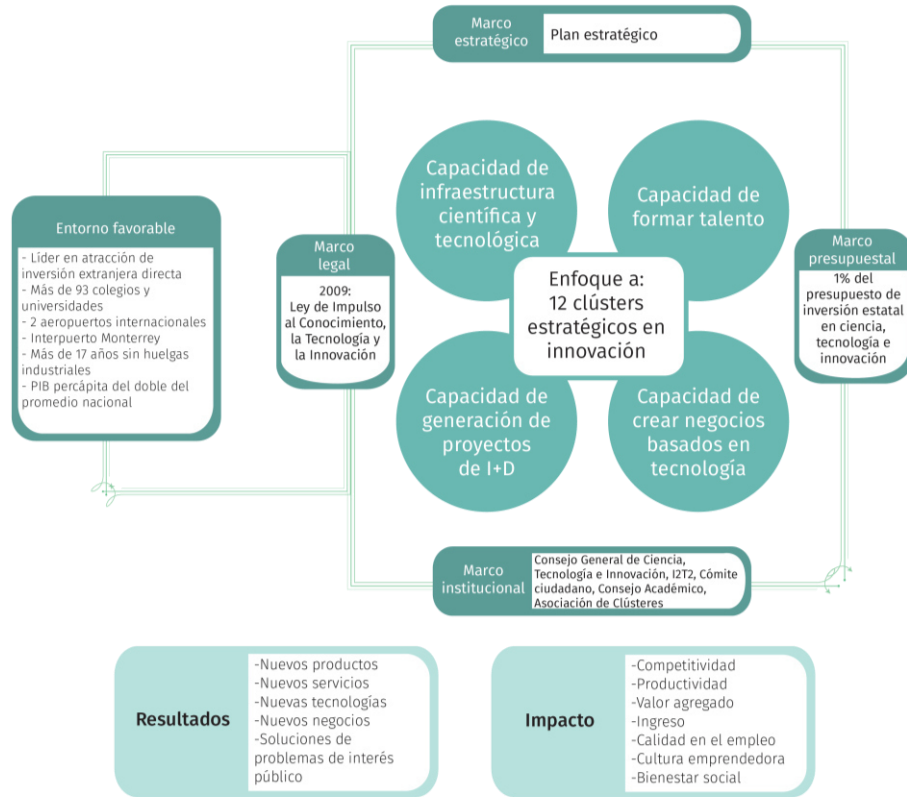 Marco
estratégico
Plan estratégico
Capacidad de
infraestructura
científica y
tecnológica
Capacidad de
formar talento
Entorno favorable
- Líder en atracción de
inversión extranjera directa
- Más de 93 colegios y
universidades
- 2 aeropuertos internacionales
- Interpuerto Monterrey
- Más de 17 años sin huelgas
industriales
- PIB percápita del doble del
promedio nacional
Marco
legal
2009:
Ley de Impulso
al Conocimiento,
la Tecnología y
la Innovación
Enfoque a:
12 clústers
estratégicos en
innovación
Marco
presupuestal
1% del
presupuesto de
inversión estatal
en ciencia,
tecnología e
innovación
Capacidad de
generación de
proyectos
de I+D
Capacidad de
crear negocios
basados en
tecnología
Marco
institucional
Consejo General de Ciencia,
Tecnología e Innovación, I2T2, Cómite
ciudadano, Consejo Académico,
Asociación de Clústeres
Resultados
-Nuevos productos
-Nuevos servicios
-Nuevas tecnologías
-Nuevos negocios
-Soluciones de
problemas de interés
público
Impacto
-Competitividad
-Productividad
-Valor agregado
-Ingreso
-Calidad en el empleo
-Cultura emprendedora
-Bienestar social